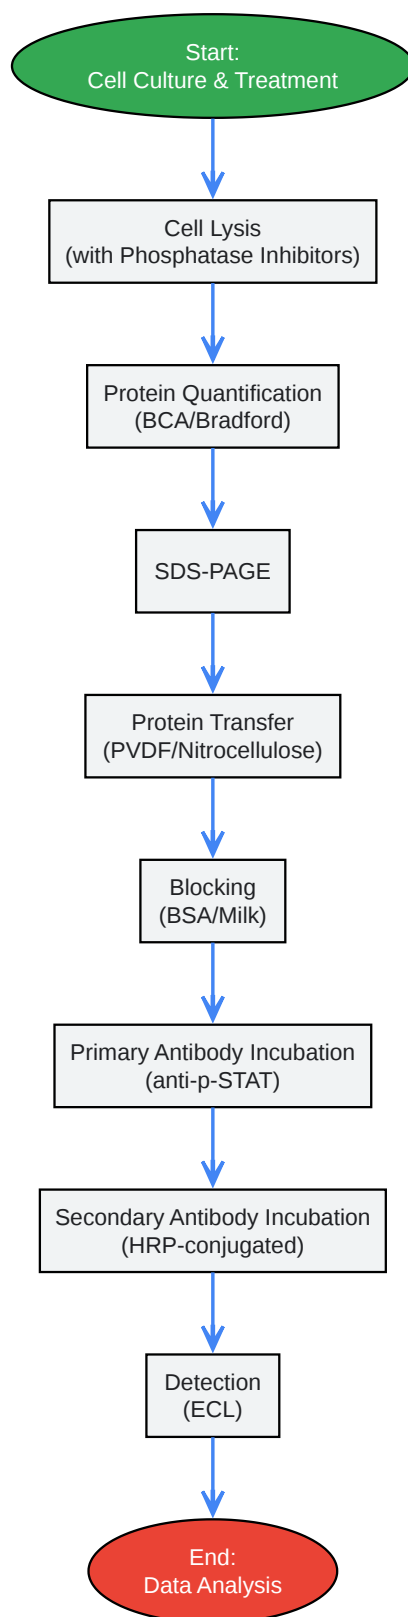 Start:
Cell Culture & Treatment
Cell Lysis
(with Phosphatase Inhibitors)
Protein Quantification
(BCA/Bradford)
SDS-PAGE
Protein Transfer
(PVDF/Nitrocellulose)
Blocking
(BSA/Milk)
Primary Antibody Incubation
(anti-p-STAT)
Secondary Antibody Incubation
(HRP-conjugated)
Detection
(ECL)
End:
Data Analysis